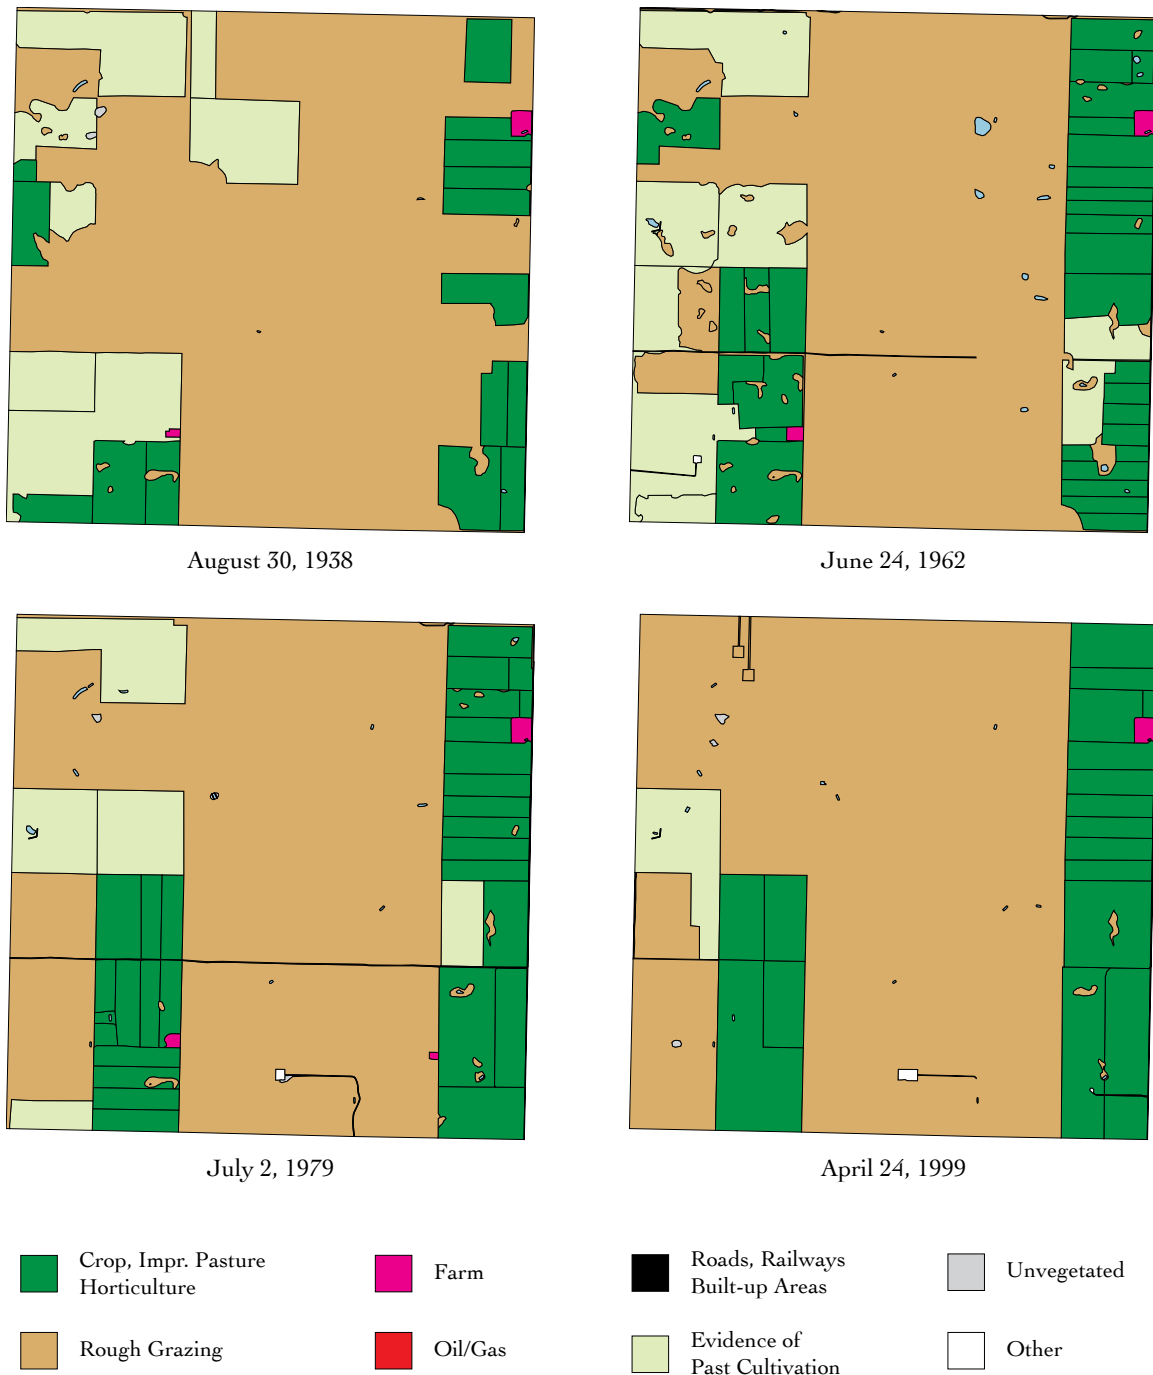 August 30, 1938
June 24, 1962
July 2, 1979
April 24, 1999
Crop, Impr. Pasture
Horticulture
Farm
Roads, Railways
Built-up Areas
Unvegetated
Rough Grazing
Oil/Gas
Evidence of
Past Cultivation
Other